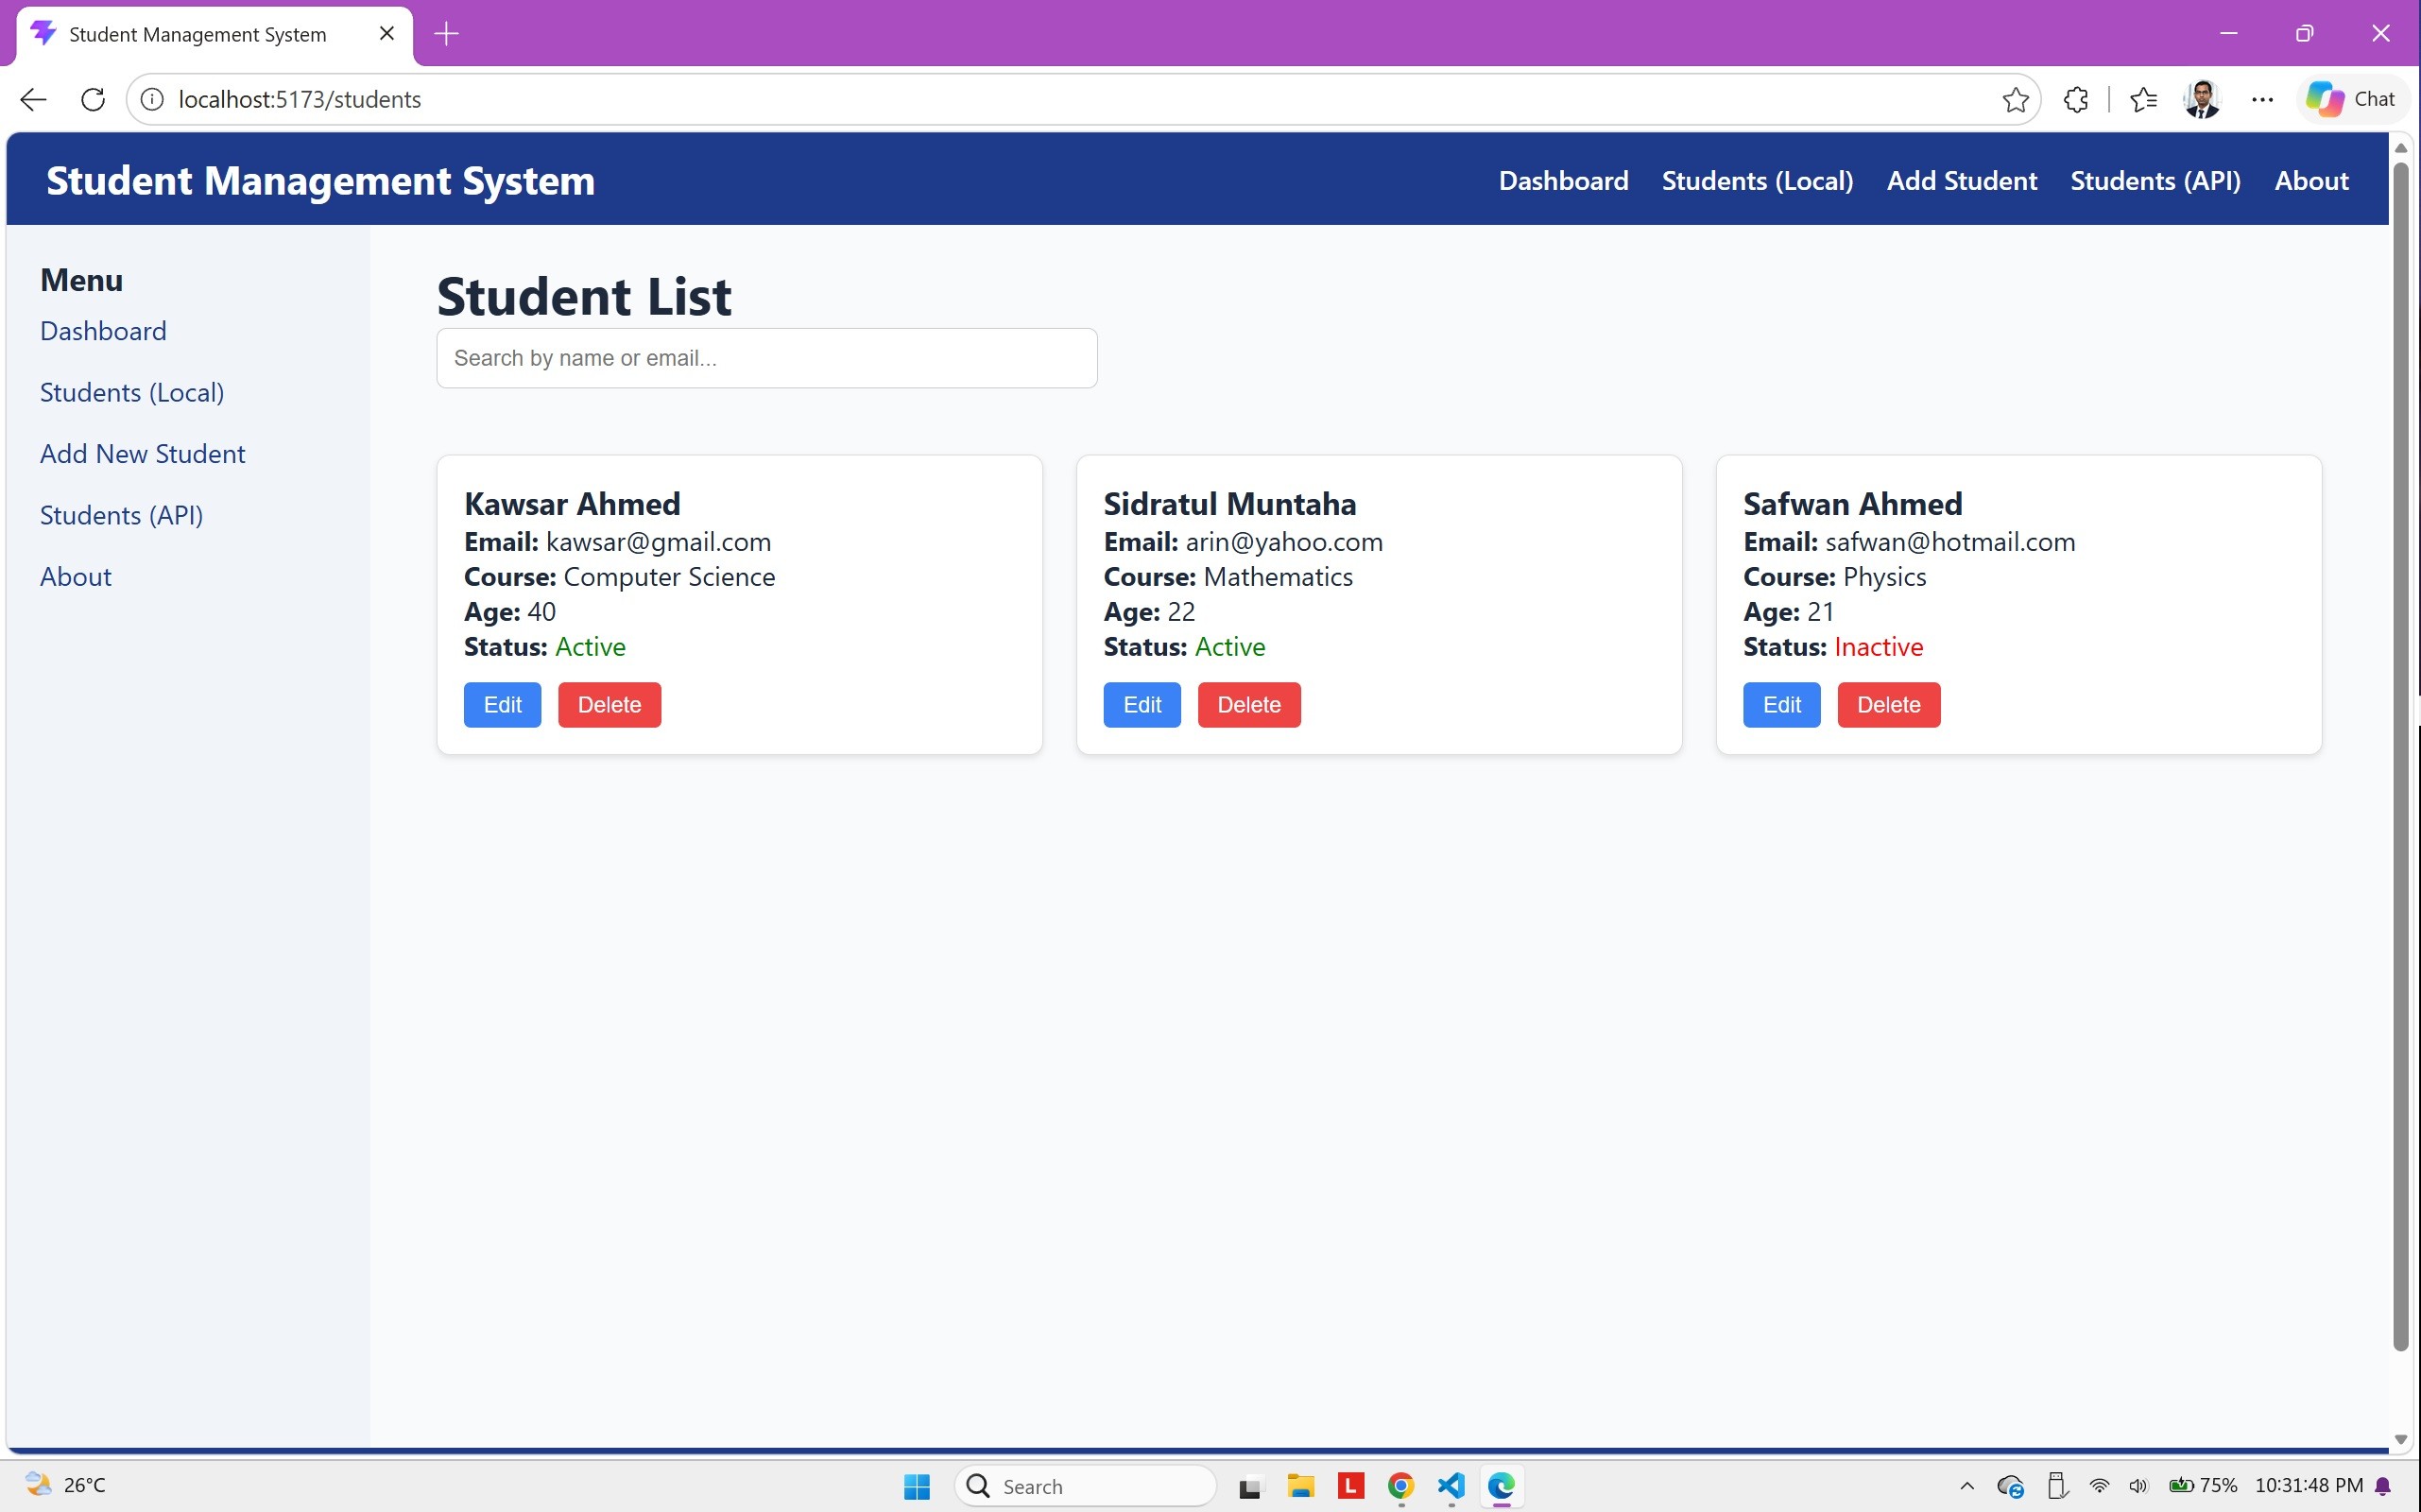 Student Management System
localhost:5173/students
Chat
Student Management System
Dashboard Students (Local) Add Student Students (API) About
Menu
Dashboard
Students (Local)
Add New Student
Students (API)
About
Student List
Search by name or email...
Kawsar Ahmed
Email: kawsar@gmail.com
Course: Computer Science
Age: 40
Status: Active
Edit Delete
Sidratul Muntaha
Email: arin@yahoo.com
Course: Mathematics
Age: 22
Status: Active
Edit Delete
Safwan Ahmed
Email: safwan@hotmail.com
Course: Physics
Age: 21
Status: Inactive
Edit Delete
26°C
Search
L
75% 10:31:48 PM